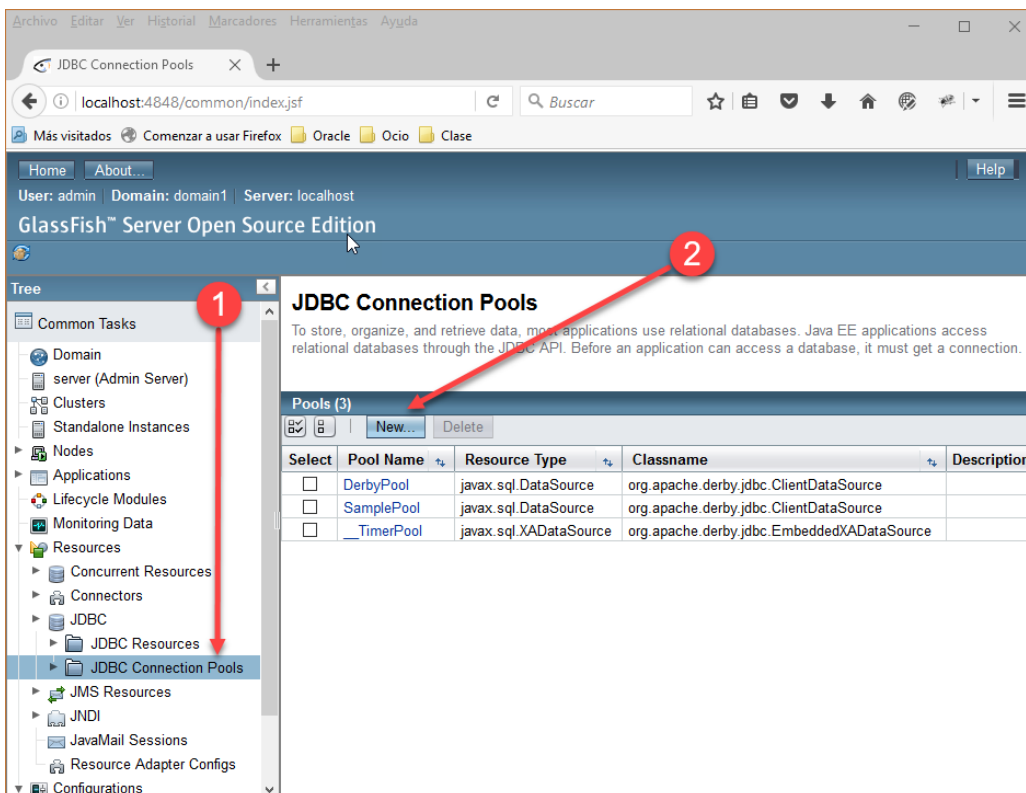 Archivo Editar Ver Historial Marcadores Herramientas Ayuda
JDBC Connection Pools
localhost:4848/common/index.jsf
Buscar
Más visitados Comenzar a usar Firefox Oracle Ocio Clase
Home About... Help
User: admin Domain: domain1 Server: localhost
GlassFish™ Server Open Source Edition
2
Tree
1
Common Tasks
Domain
server (Admin Server)
Clusters
Standalone Instances
Nodes
Applications
Lifecycle Modules
Monitoring Data
Resources
Concurrent Resources
Connectors
JDBC
JDBC Resources
JDBC Connection Pools
JMS Resources
JNDI
JavaMail Sessions
Resource Adapter Configs
Configurations
JDBC Connection Pools
To store, organize, and retrieve data, most applications use relational databases. Java EE applications access
relational databases through the JDBC API. Before an application can access a database, it must get a connection.
Pools (3)
New... Delete
Select Pool Name Resource Type Classname Description
DerbyPool javax.sql.DataSource org.apache.derby.jdbc.ClientDataSource
SamplePool javax.sql.DataSource org.apache.derby.jdbc.ClientDataSource
__TimerPool javax.sql.XADataSource org.apache.derby.jdbc.EmbeddedXADataSource